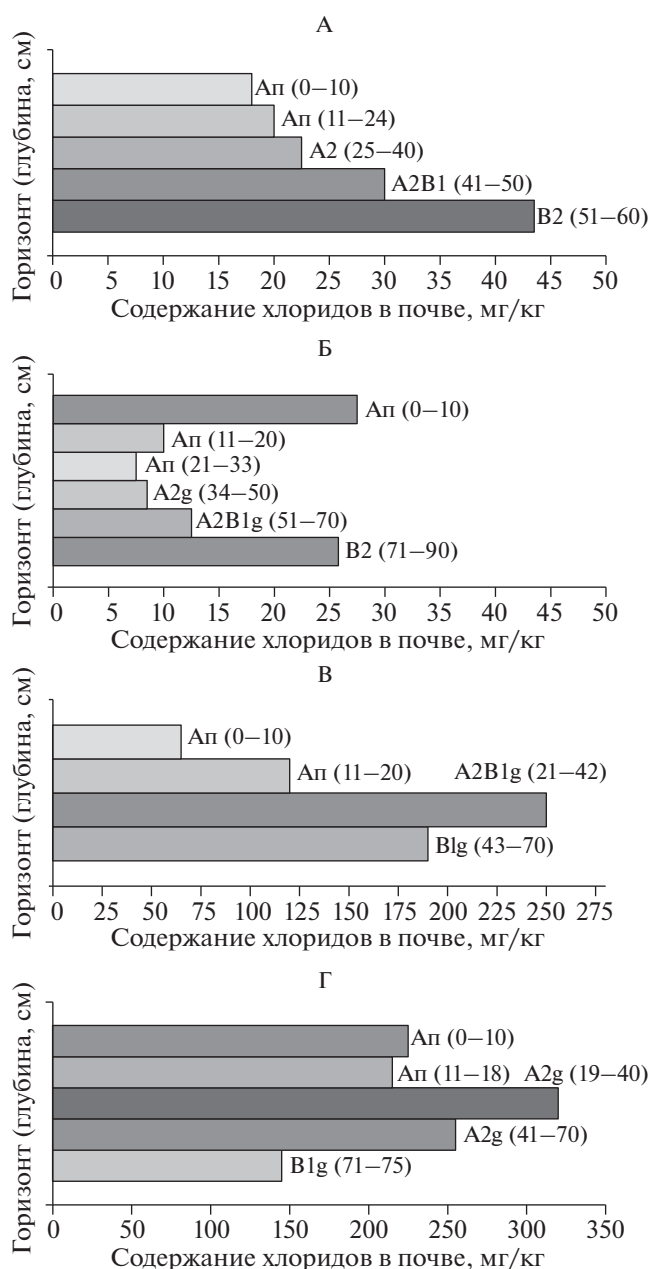 А
Горизонт (глубина, см)
Ап (0–10)
Ап (11–24)
А2 (25–40)
А2В1 (41–50)
В2 (51–60)
0 5 10 15 20 25 30 35 40 45 50
Содержание хлоридов в почве, мг/кг
Б
Горизонт (глубина, см)
Ап (0–10)
Ап (11–20)
Ап (21–33)
А2g (34–50)
А2В1g (51–70)
В2 (71–90)
0 5 10 15 20 25 30 35 40 45 50
Содержание хлоридов в почве, мг/кг
В
Горизонт (глубина, см)
Ап (0–10)
Ап (11–20)
А2В1g (21–42)
Blg (43–70)
0 25 50 75 100 125 150 175 200 225 250 275
Содержание хлоридов в почве, мг/кг
Г
Горизонт (глубина, см)
Ап (0–10)
Ап (11–18)
А2g (19–40)
А2g (41–70)
В1g (71–75)
0 50 100 150 200 250 300 350
Содержание хлоридов в почве, мг/кг